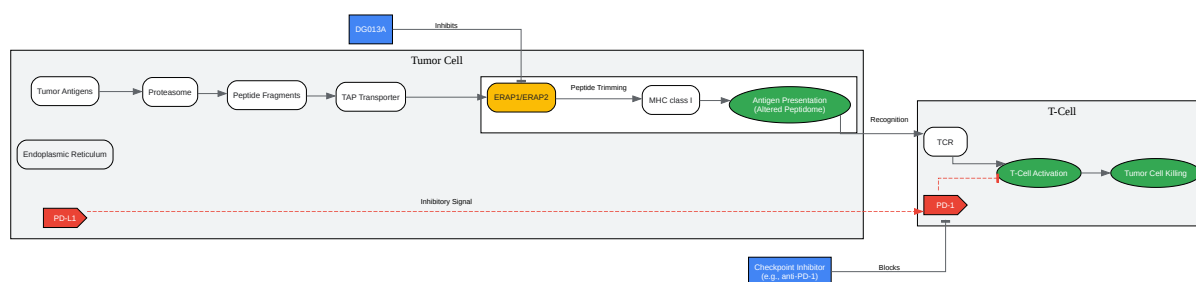 DG013A
Inhibits
Tumor Cell
Tumor Antigens
Proteasome
Peptide Fragments
TAP Transporter
ERAP1/ERAP2
Peptide Trimming
MHC class I
Antigen Presentation
(Altered Peptidome)
Recognition
T-Cell
TCR
T-Cell Activation
Tumor Cell Killing
Endoplasmic Reticulum
PD-L1
Inhibitory Signal
PD-1
Checkpoint Inhibitor
(e.g., anti-PD-1)
Blocks